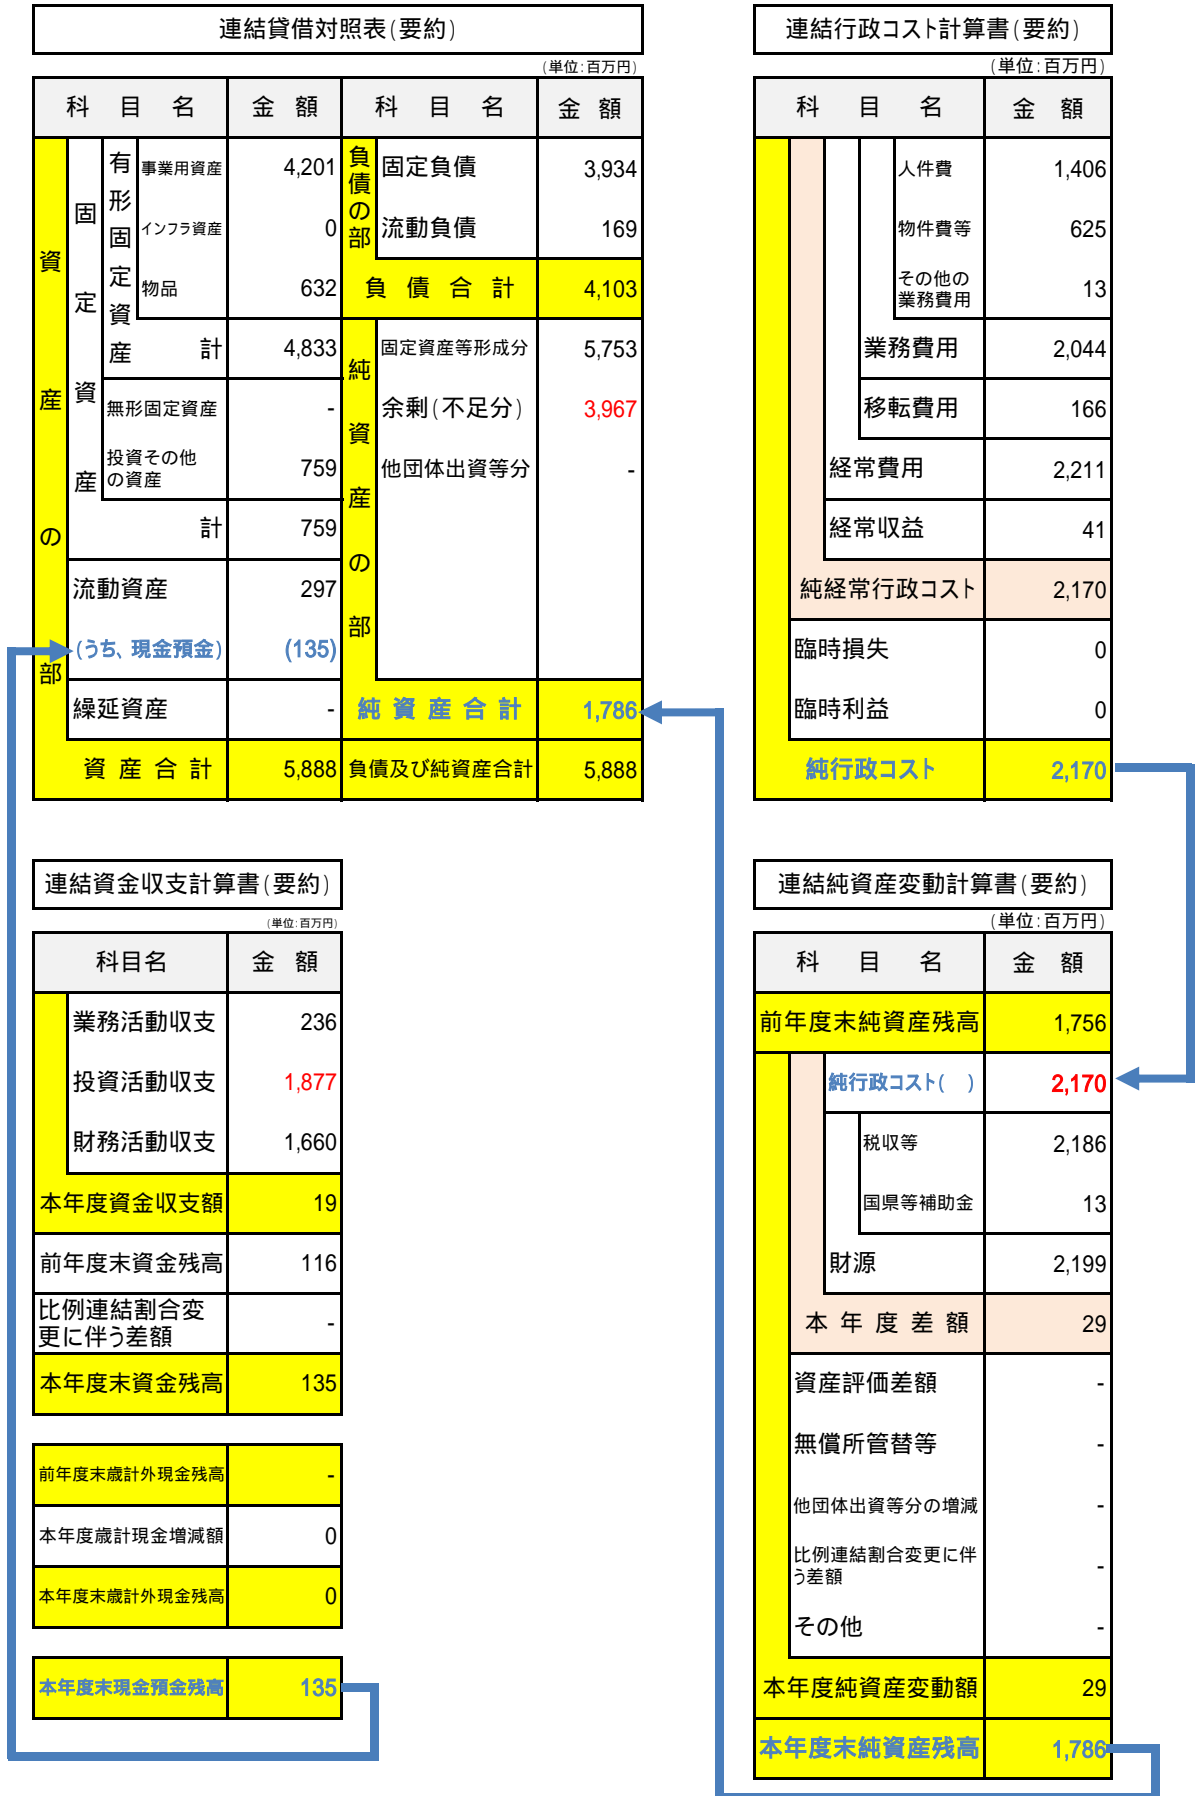 連結貸借対照表(要約)
(単位:百万円)
科 目 名 金 額 科 目 名 金 額
資産の部
固定資産
有形固定資産
事業用資産 4,201
インフラ資産 0
物品 632
計 4,833
無形固定資産 -
投資その他
の資産 759
計 759
流動資産 297
(うち、現金預金) (135)
繰延資産 -
資産合計 5,888
負債の部
固定負債 3,934
流動負債 169
負債合計 4,103
純資産の部
固定資産等形成分 5,753
余剰(不足分) 3,967
他団体出資等分 -
純資産合計 1,786
負債及び純資産合計 5,888
連結行政コスト計算書(要約)
(単位:百万円)
科 目 名 金 額
人件費 1,406
物件費等 625
その他の
業務費用 13
業務費用 2,044
移転費用 166
経常費用 2,211
経常収益 41
純経常行政コスト 2,170
臨時損失 0
臨時利益 0
純行政コスト 2,170
連結資金収支計算書(要約)
(単位:百万円)
科目名 金 額
業務活動収支 236
投資活動収支 1,877
財務活動収支 1,660
本年度資金収支額 19
前年度末資金残高 116
比例連結割合変
更に伴う差額 -
本年度末資金残高 135
前年度末歳計外現金残高 -
本年度歳計現金増減額 0
本年度末歳計外現金残高 0
本年度末現金預金残高 135
連結純資産変動計算書(要約)
(単位:百万円)
科 目 名 金 額
前年度末純資産残高 1,756
純行政コスト( ) 2,170
税収等 2,186
国県等補助金 13
財源 2,199
本年度差額 29
資産評価差額 -
無償所管替等 -
他団体出資等分の増減 -
比例連結割合変更に伴
う差額 -
その他 -
本年度純資産変動額 29
本年度末純資産残高 1,786